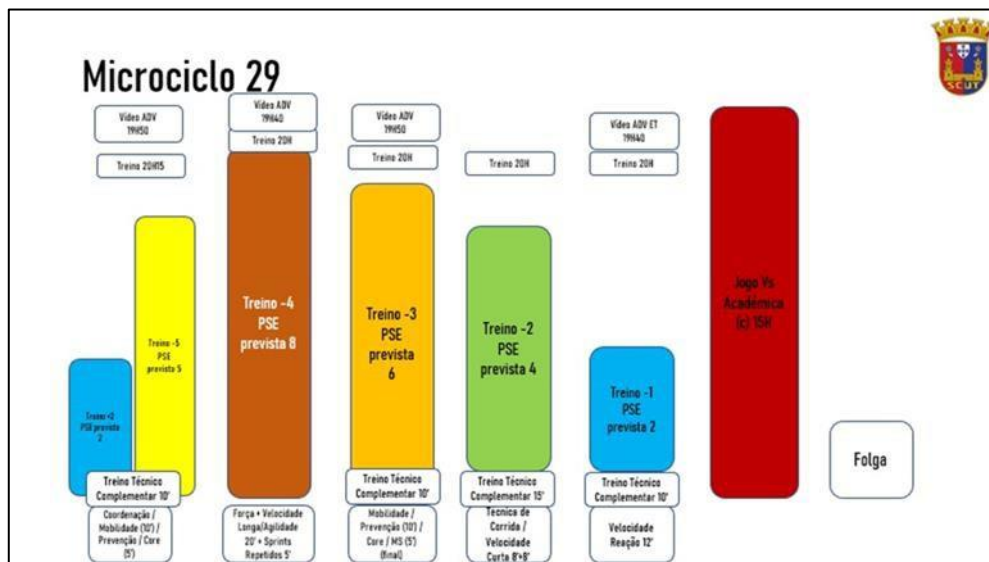 Microciclo 29
SCUT
Vídeo ADV
19H50
Treino 20H15
Treino +2
PSE prevista
2
Treino -5
PSE
prevista 5
Treino Técnico
Complementar 10'
Coordenação /
Mobilidade (10') /
Prevenção / Core
(5')
Vídeo ADV
19H40
Treino 20H
Treino -4
PSE
prevista 8
Força + Velocidade
Longa/Agilidade
20' + Sprints
Repetidos 5'
Vídeo ADV
19H50
Treino 20H
Treino -3
PSE
prevista
6
Treino Técnico
Complementar 10'
Mobilidade /
Prevenção (10') /
Core / MS (5')
(final)
Treino 20H
Treino -2
PSE
prevista 4
Treino Técnico
Complementar 15'
Tecnica de
Corrida /
Velocidade
Curta 8'+8'
Vídeo ADV ET
19H40
Treino 20H
Treino -1
PSE
prevista 2
Treino Técnico
Complementar 10'
Velocidade
Reação 12'
Jogo Vs
Académica
(c) 15H
Folga